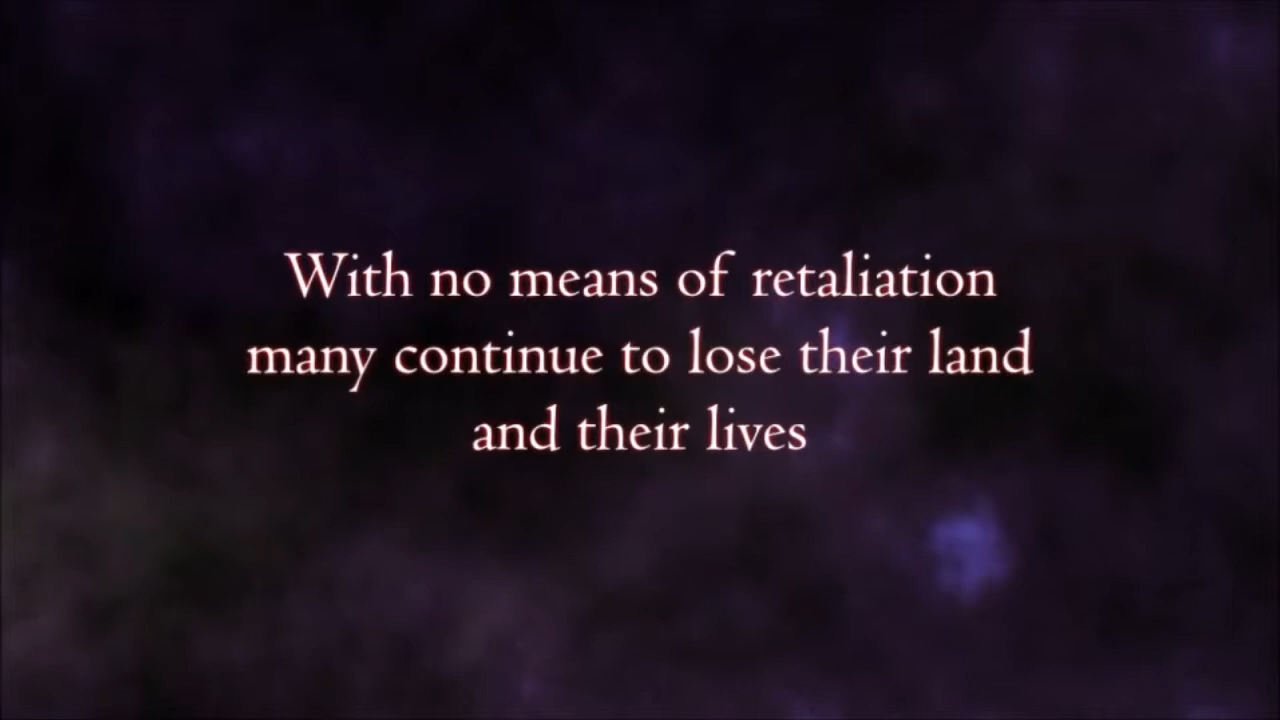 With no means of retaliation
many continue to lose their land
and their lives